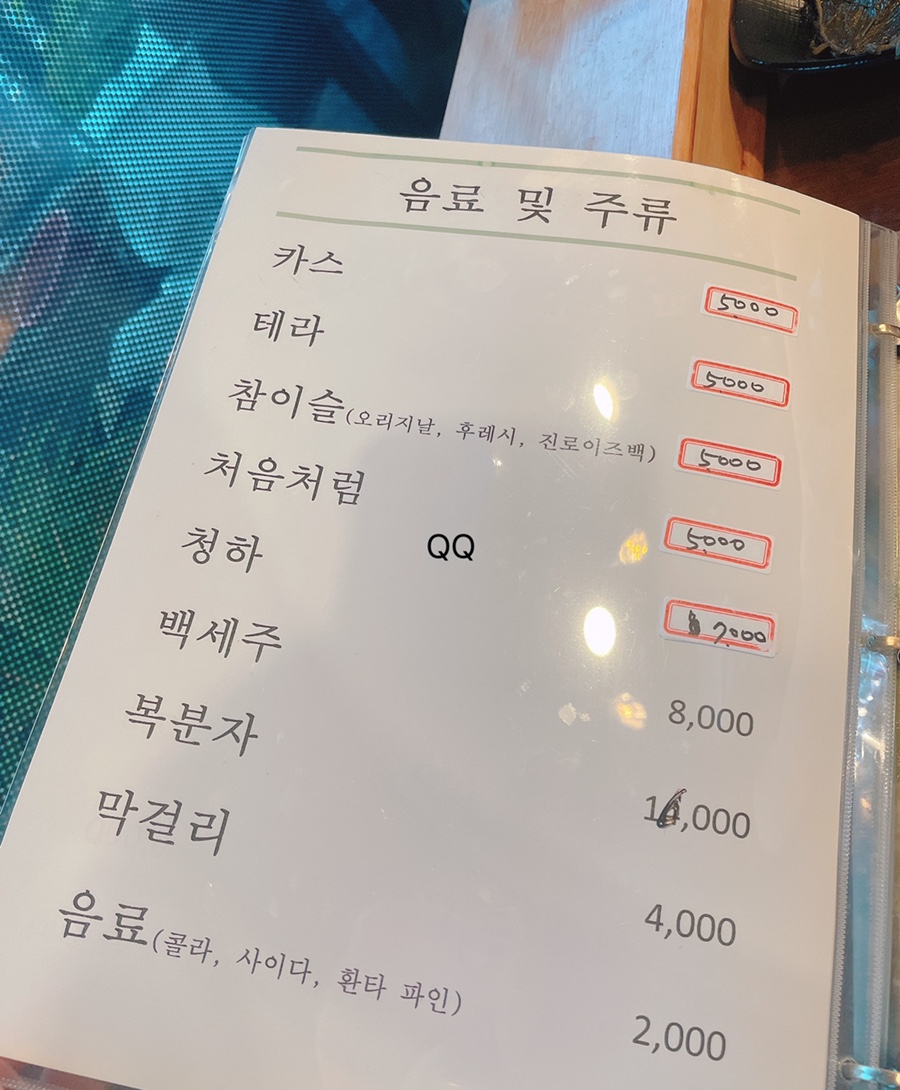 음료 및 주류
카스 5000
테라 5000
참이슬(오리지날, 후레시, 진로이즈백) 5000
처음처럼 5,000
청하 7,000
QQ
백세주 8,000
복분자
막걸리 4,000
음료(콜라, 사이다, 환타 파인) 2,000